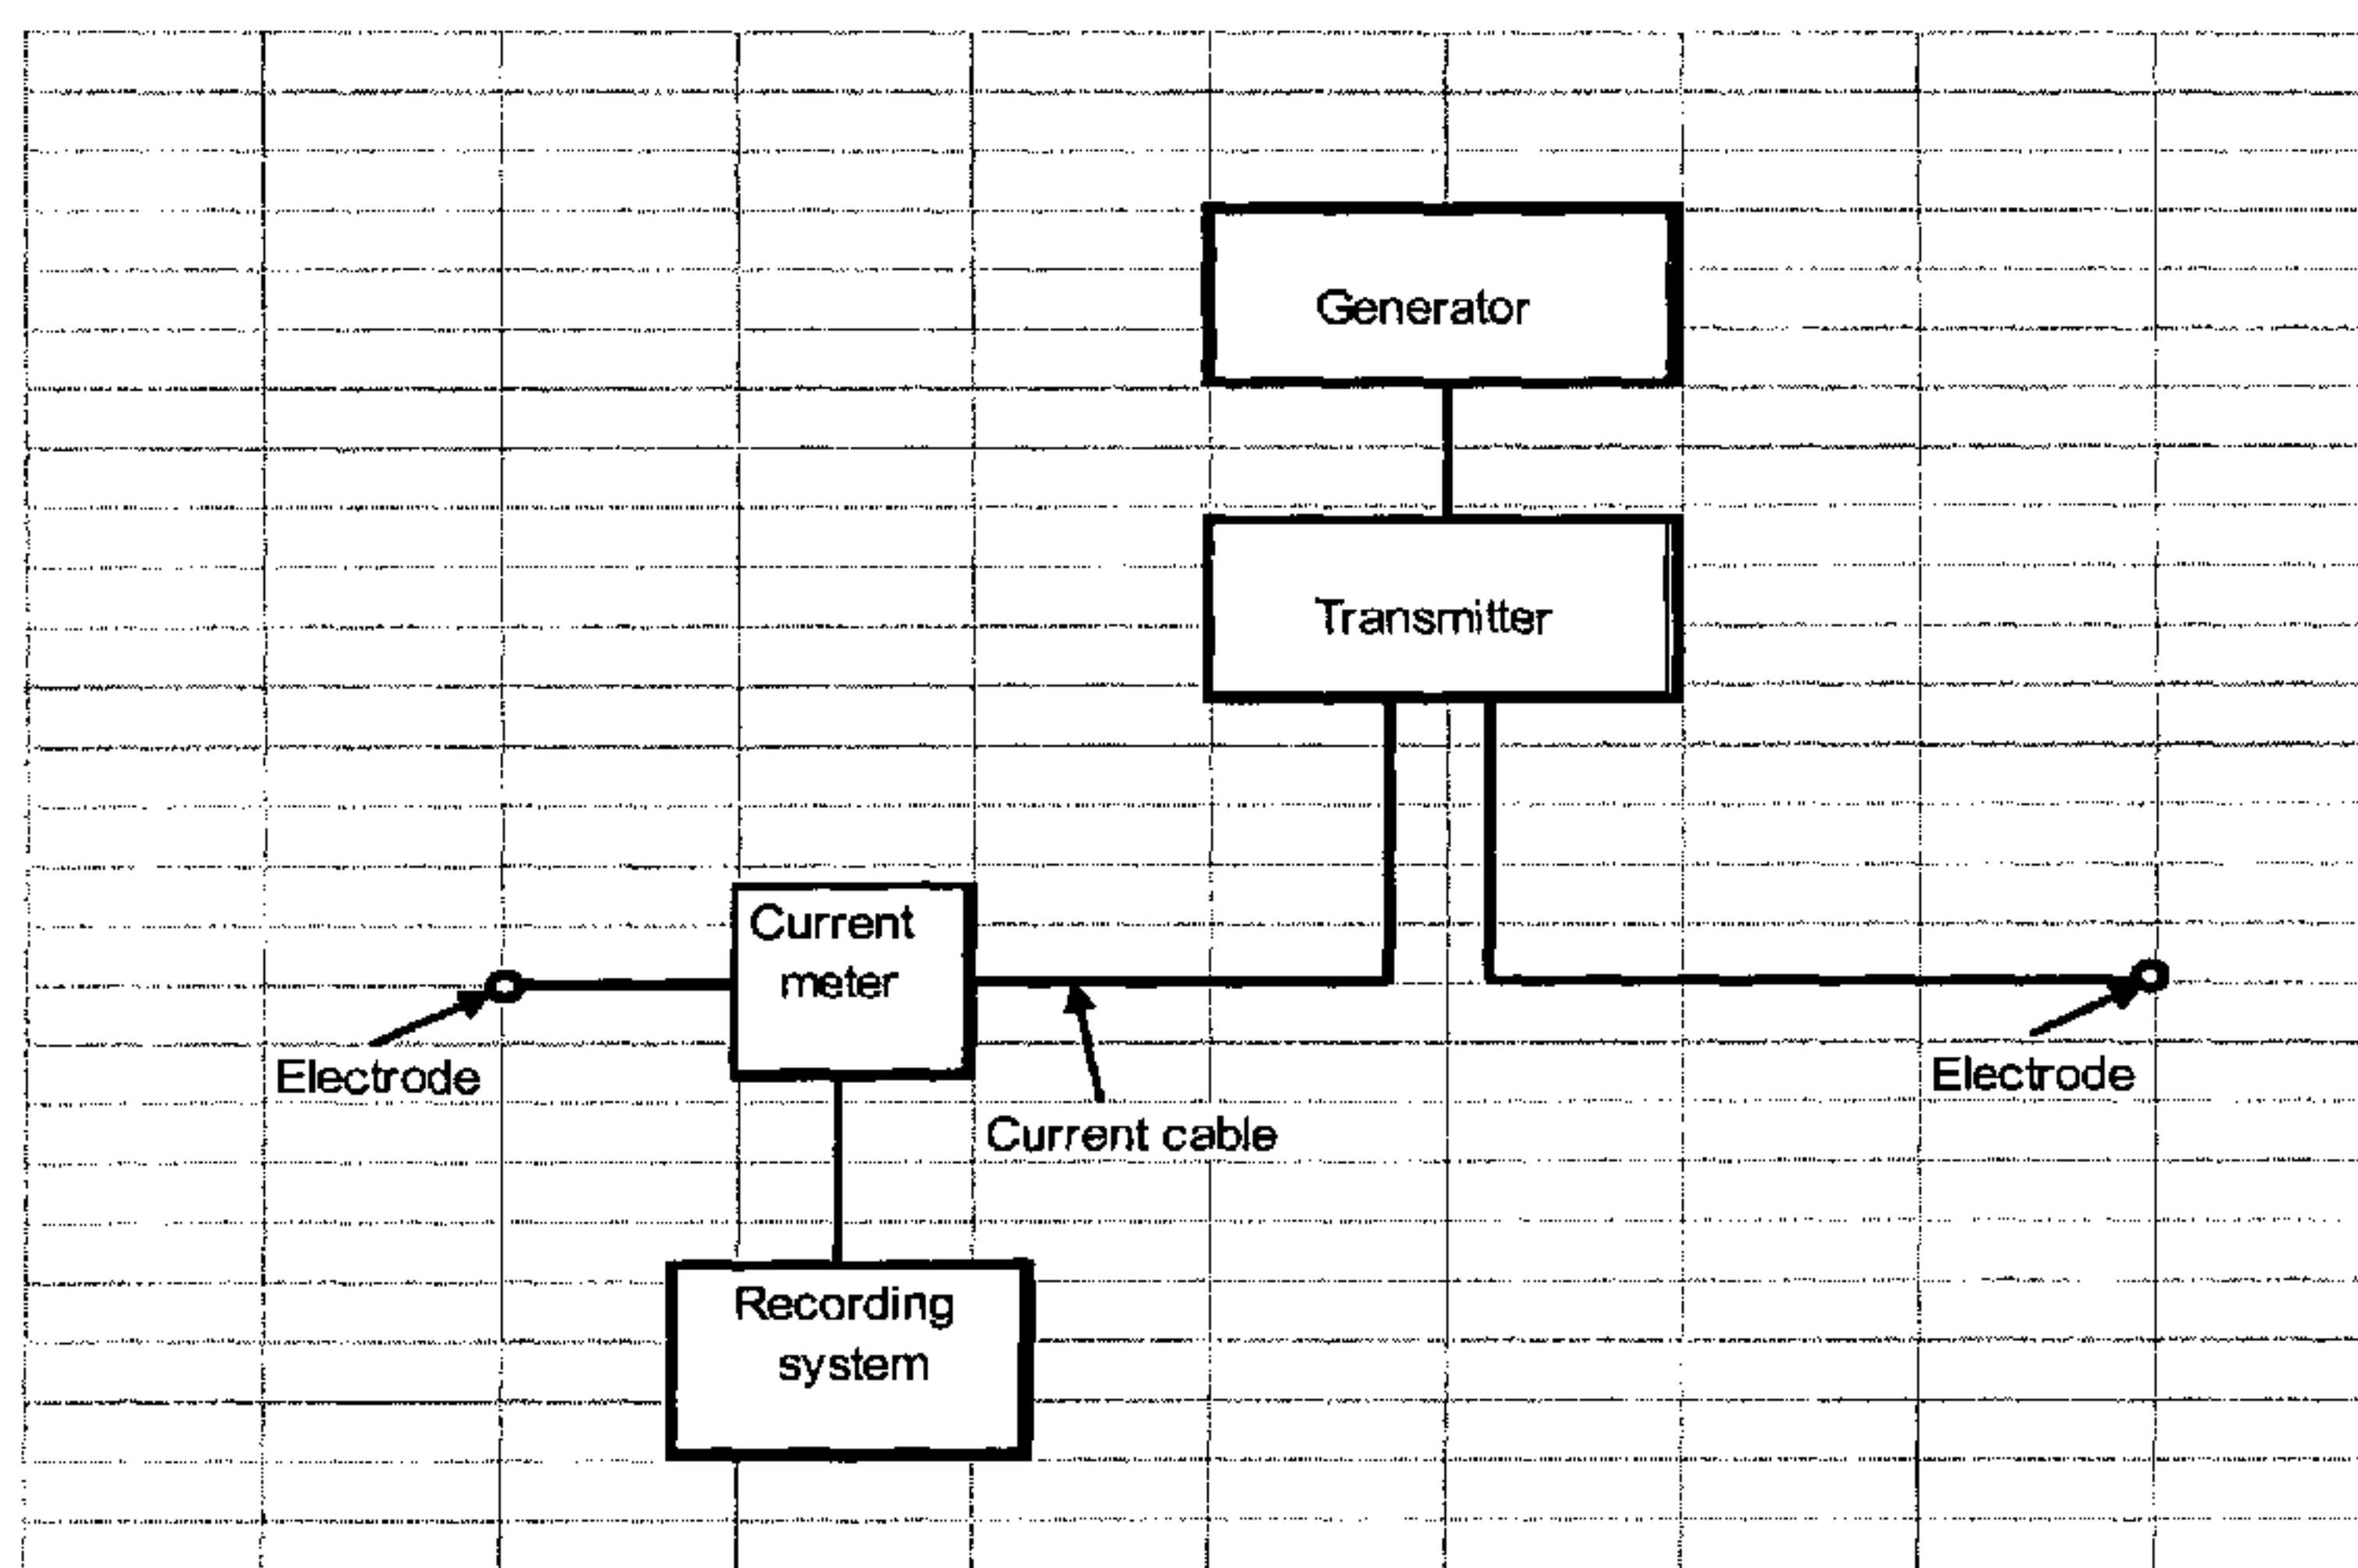 Generator
Transmitter
Current
meter
Electrode
Electrode
Current cable
Recording
system